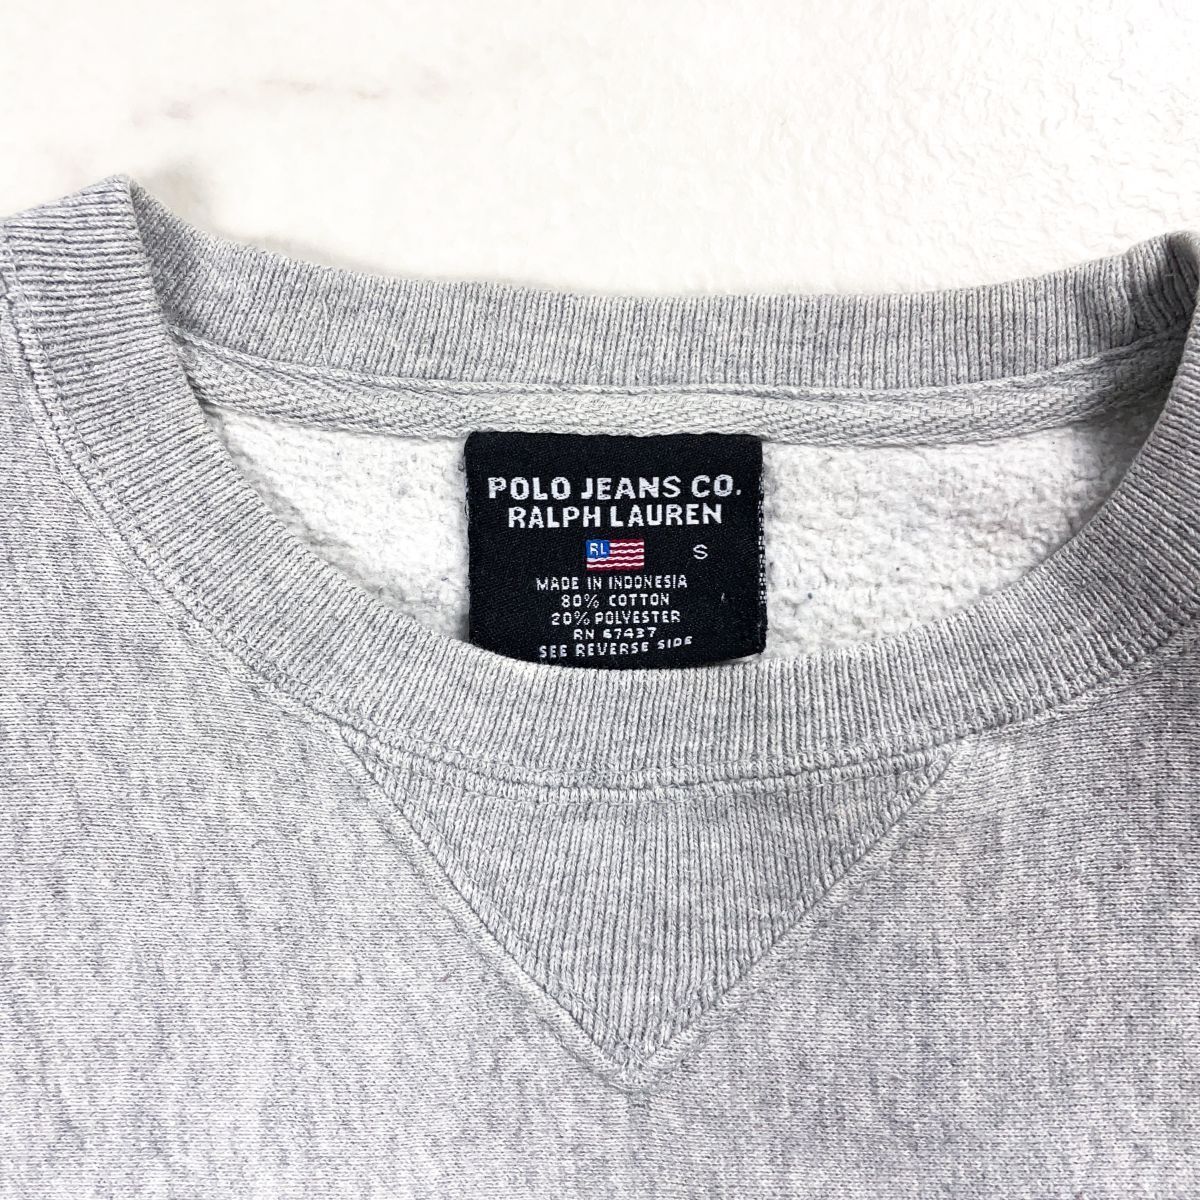 POLO JEANS CO.
RALPH LAUREN
RL S
MADE IN INDONESIA
80% COTTON
20% POLYESTER
RN 67437
SEE REVERSE SIDE